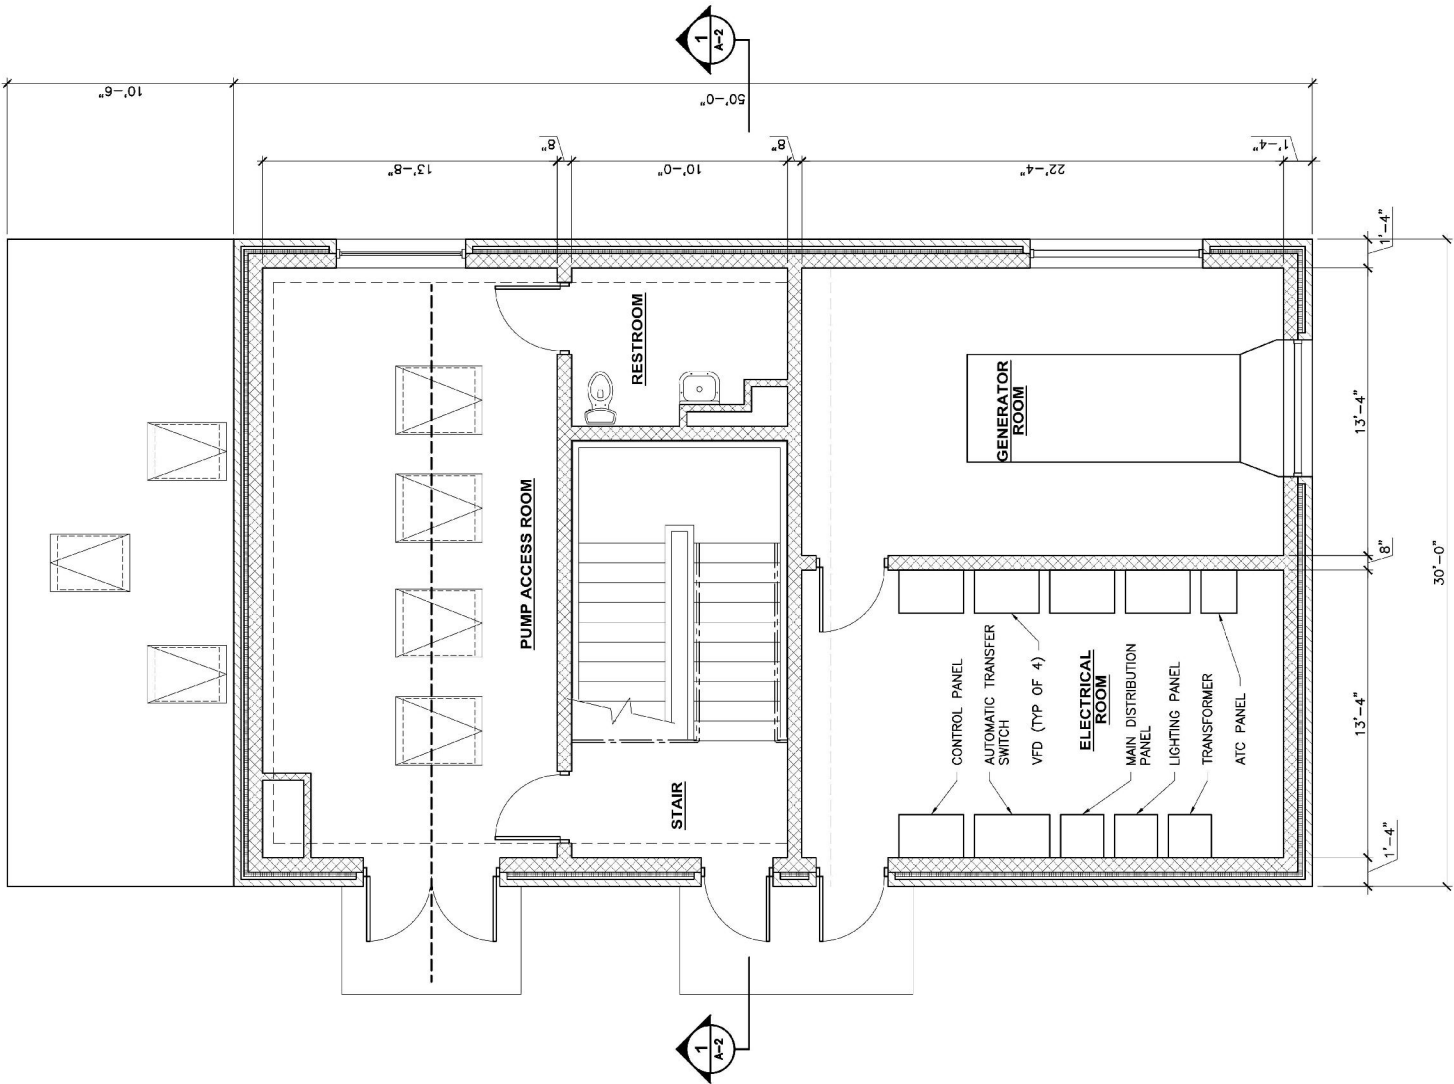 1
A-2
10'-6"
50'-0"
13'-8"
8"
10'-0"
8"
22'-4"
1'-4"
1'-4"
13'-4"
8"
13'-4"
1'-4"
30'-0"
RESTROOM
PUMP ACCESS ROOM
STAIR
GENERATOR
ROOM
ELECTRICAL
ROOM
CONTROL PANEL
AUTOMATIC TRANSFER
SWITCH
VFD (TYP OF 4)
MAIN DISTRIBUTION
PANEL
LIGHTING PANEL
TRANSFORMER
ATC PANEL
1
A-2